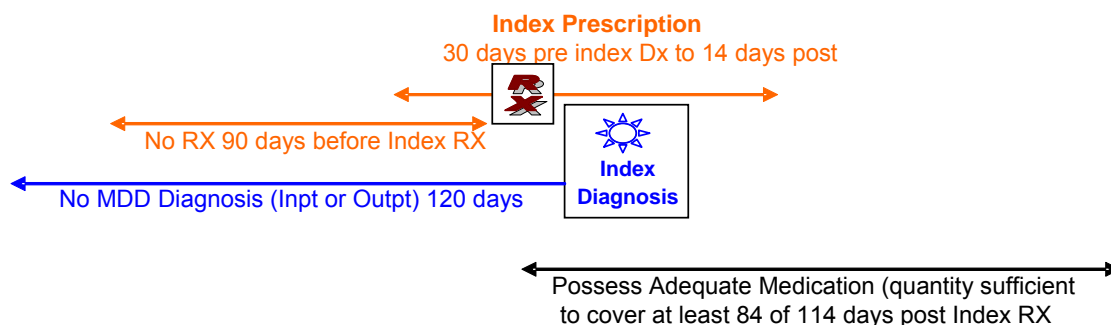 Index Prescription
30 days pre index Dx to 14 days post
Rx
No RX 90 days before Index RX
Index
Diagnosis
No MDD Diagnosis (Inpt or Outpt) 120 days
Possess Adequate Medication (quantity sufficient
to cover at least 84 of 114 days post Index RX